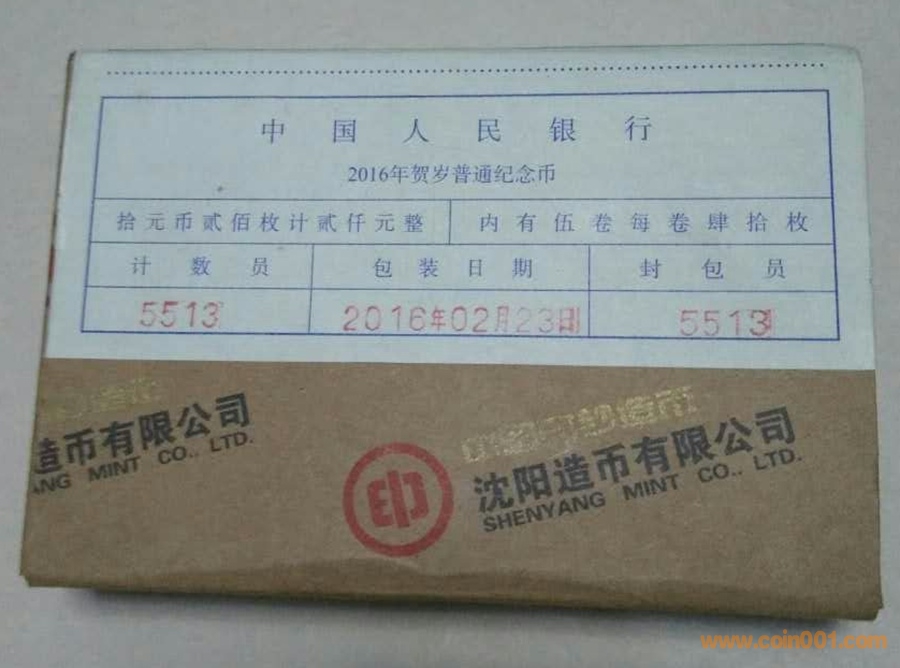 中国人民银行
2016年贺岁普通纪念币
拾元币贰佰枚计贰仟元整 内有伍卷每卷肆拾枚
计数员 包装日期 封包员
5513 2016年02月23日 5513
造币有限公司
MINT CO., LTD.
印
沈阳造币有限公司
SHENYANG MINT CO., LTD.
www.coin001.com